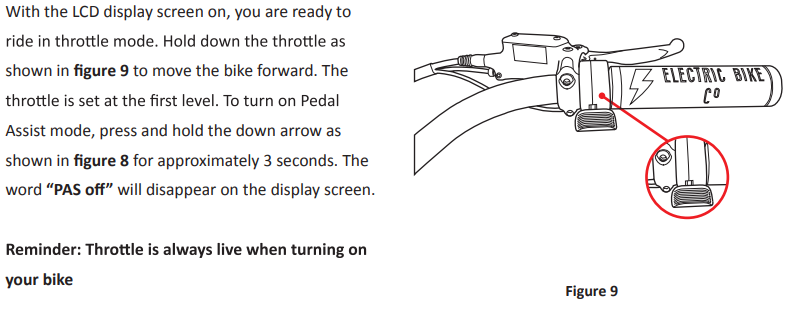 With the LCD display screen on, you are ready to
ride in throttle mode. Hold down the throttle as
shown in figure 9 to move the bike forward. The
throttle is set at the first level. To turn on Pedal
Assist mode, press and hold the down arrow as
shown in figure 8 for approximately 3 seconds. The
word “PAS off” will disappear on the display screen.
Reminder: Throttle is always live when turning on
your bike
ELECTRIC BIKE
CO
Figure 9